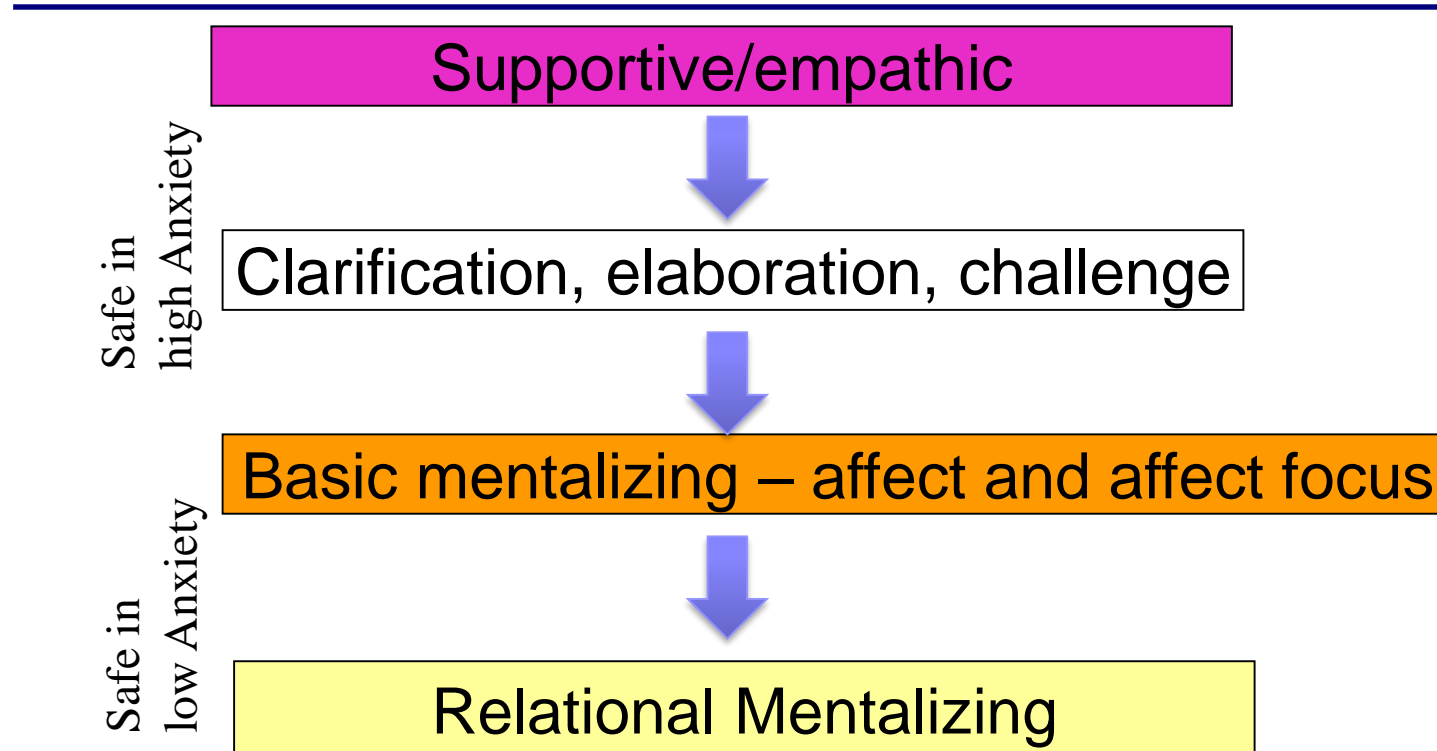 Supportive/empathic
Safe in
high Anxiety
Clarification, elaboration, challenge
Basic mentalizing – affect and affect focus
Safe in
low Anxiety
Relational Mentalizing